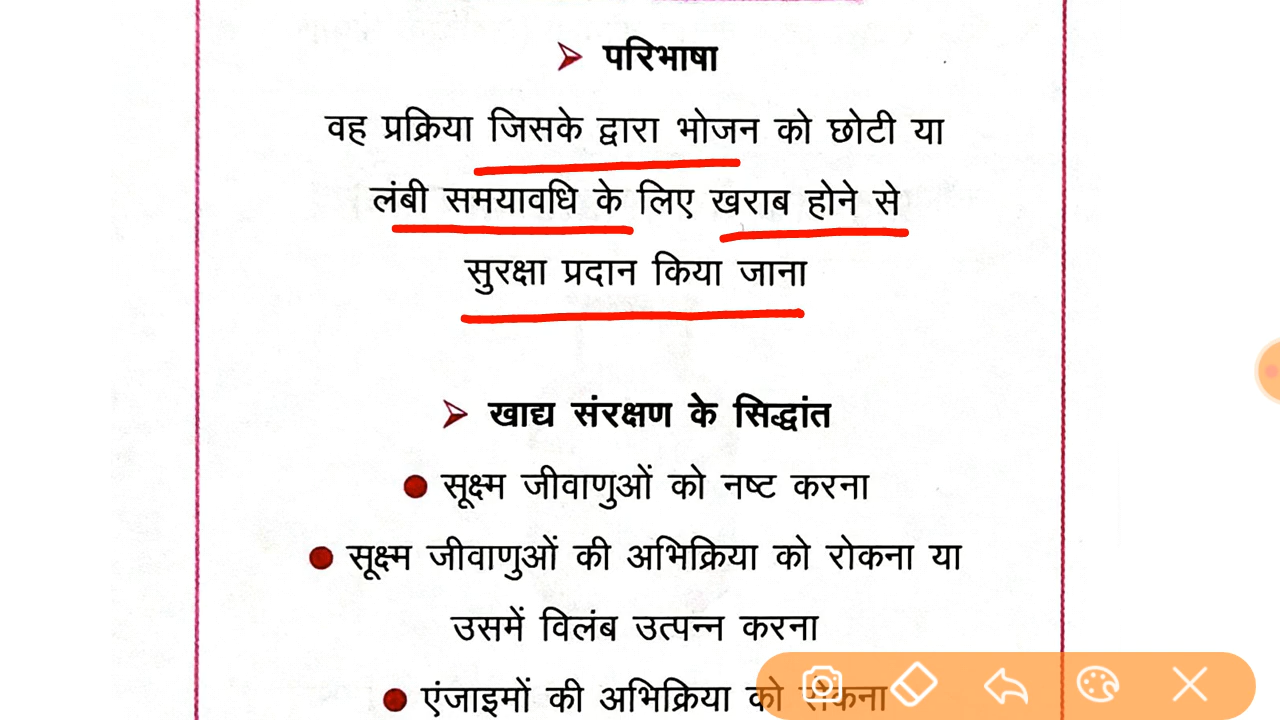 परिभाषा
वह प्रक्रिया जिसके द्वारा भोजन को छोटी या
लंबी समयावधि के लिए खराब होने से
सुरक्षा प्रदान किया जाना
खाद्य संरक्षण के सिद्धांत
सूक्ष्म जीवाणुओं को नष्ट करना
सूक्ष्म जीवाणुओं की अभिक्रिया को रोकना या
उसमें विलंब उत्पन्न करना
एंजाइमों की अभिक्रिया को रोकना